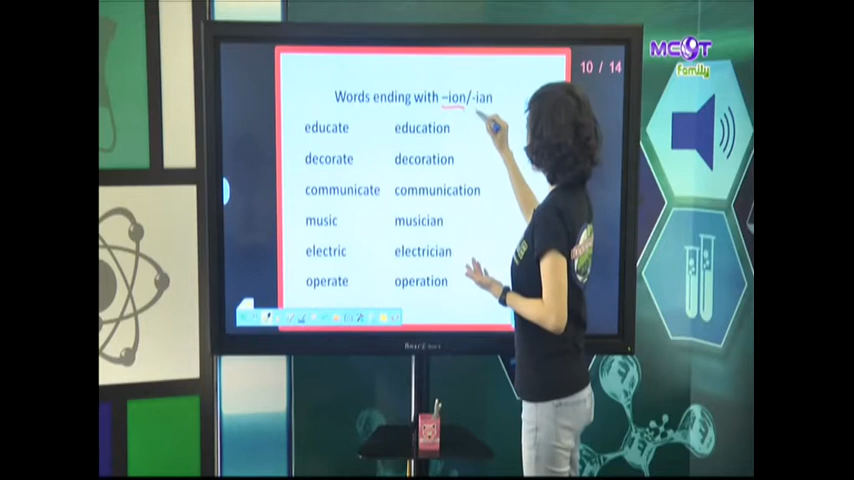 MCOT
Family
10 / 14
Words ending with –ion/-ian
educate education
decorate decoration
communicate communication
music musician
electric electrician
operate operation